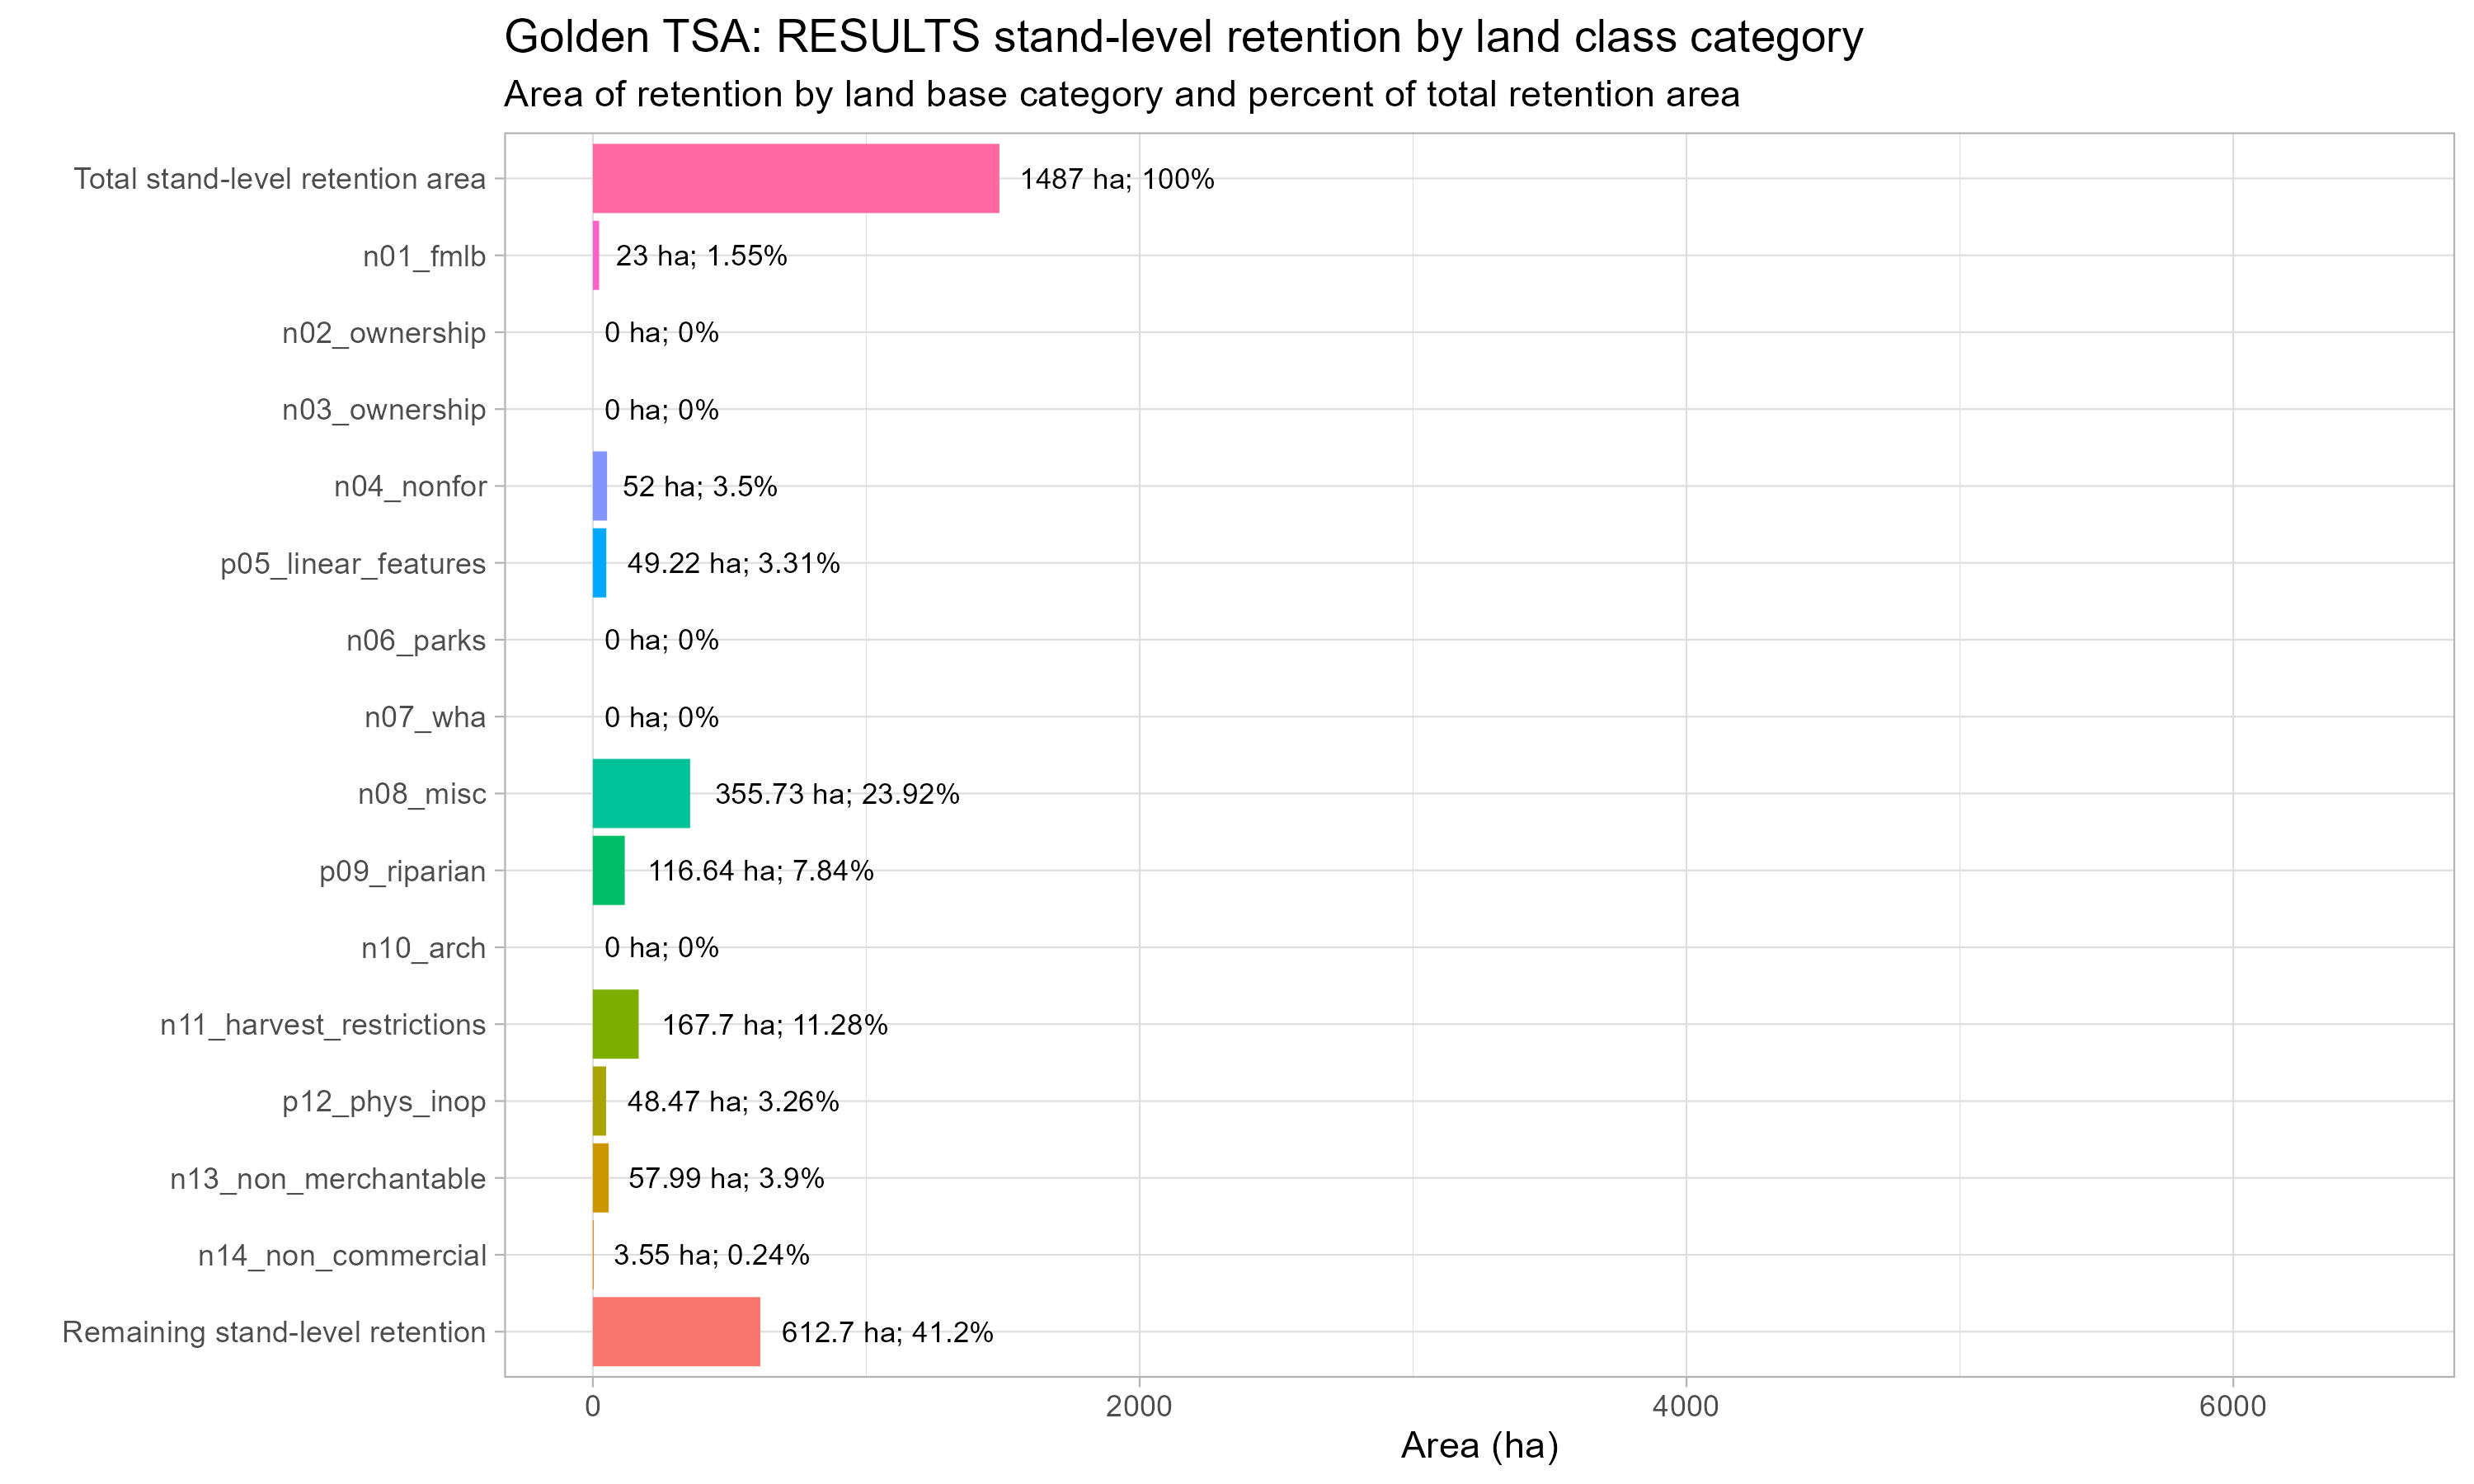 Golden TSA: RESULTS stand-level retention by land class category
Area of retention by land base category and percent of total retention area
Total stand-level retention area 1487 ha; 100%
n01_fmlb 23 ha; 1.55%
n02_ownership 0 ha; 0%
n03_ownership 0 ha; 0%
n04_nonfor 52 ha; 3.5%
p05_linear_features 49.22 ha; 3.31%
n06_parks 0 ha; 0%
n07_wha 0 ha; 0%
n08_misc 355.73 ha; 23.92%
p09_riparian 116.64 ha; 7.84%
n10_arch 0 ha; 0%
n11_harvest_restrictions 167.7 ha; 11.28%
p12_phys_inop 48.47 ha; 3.26%
n13_non_merchantable 57.99 ha; 3.9%
n14_non_commercial 3.55 ha; 0.24%
Remaining stand-level retention 612.7 ha; 41.2%
0 2000 4000 6000
Area (ha)